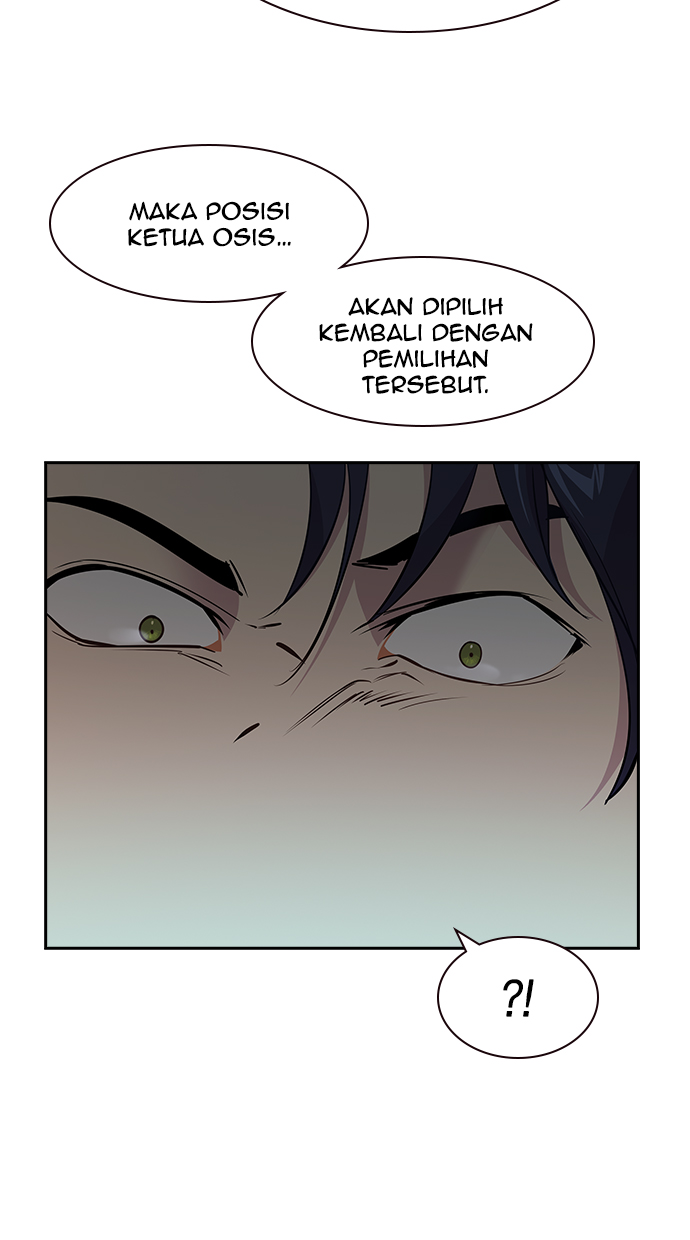 MAKA POSISI
KETUA OSIS...
AKAN DIPILIH
KEMBALI DENGAN
PEMILIHAN
TERSEBUT.
?!